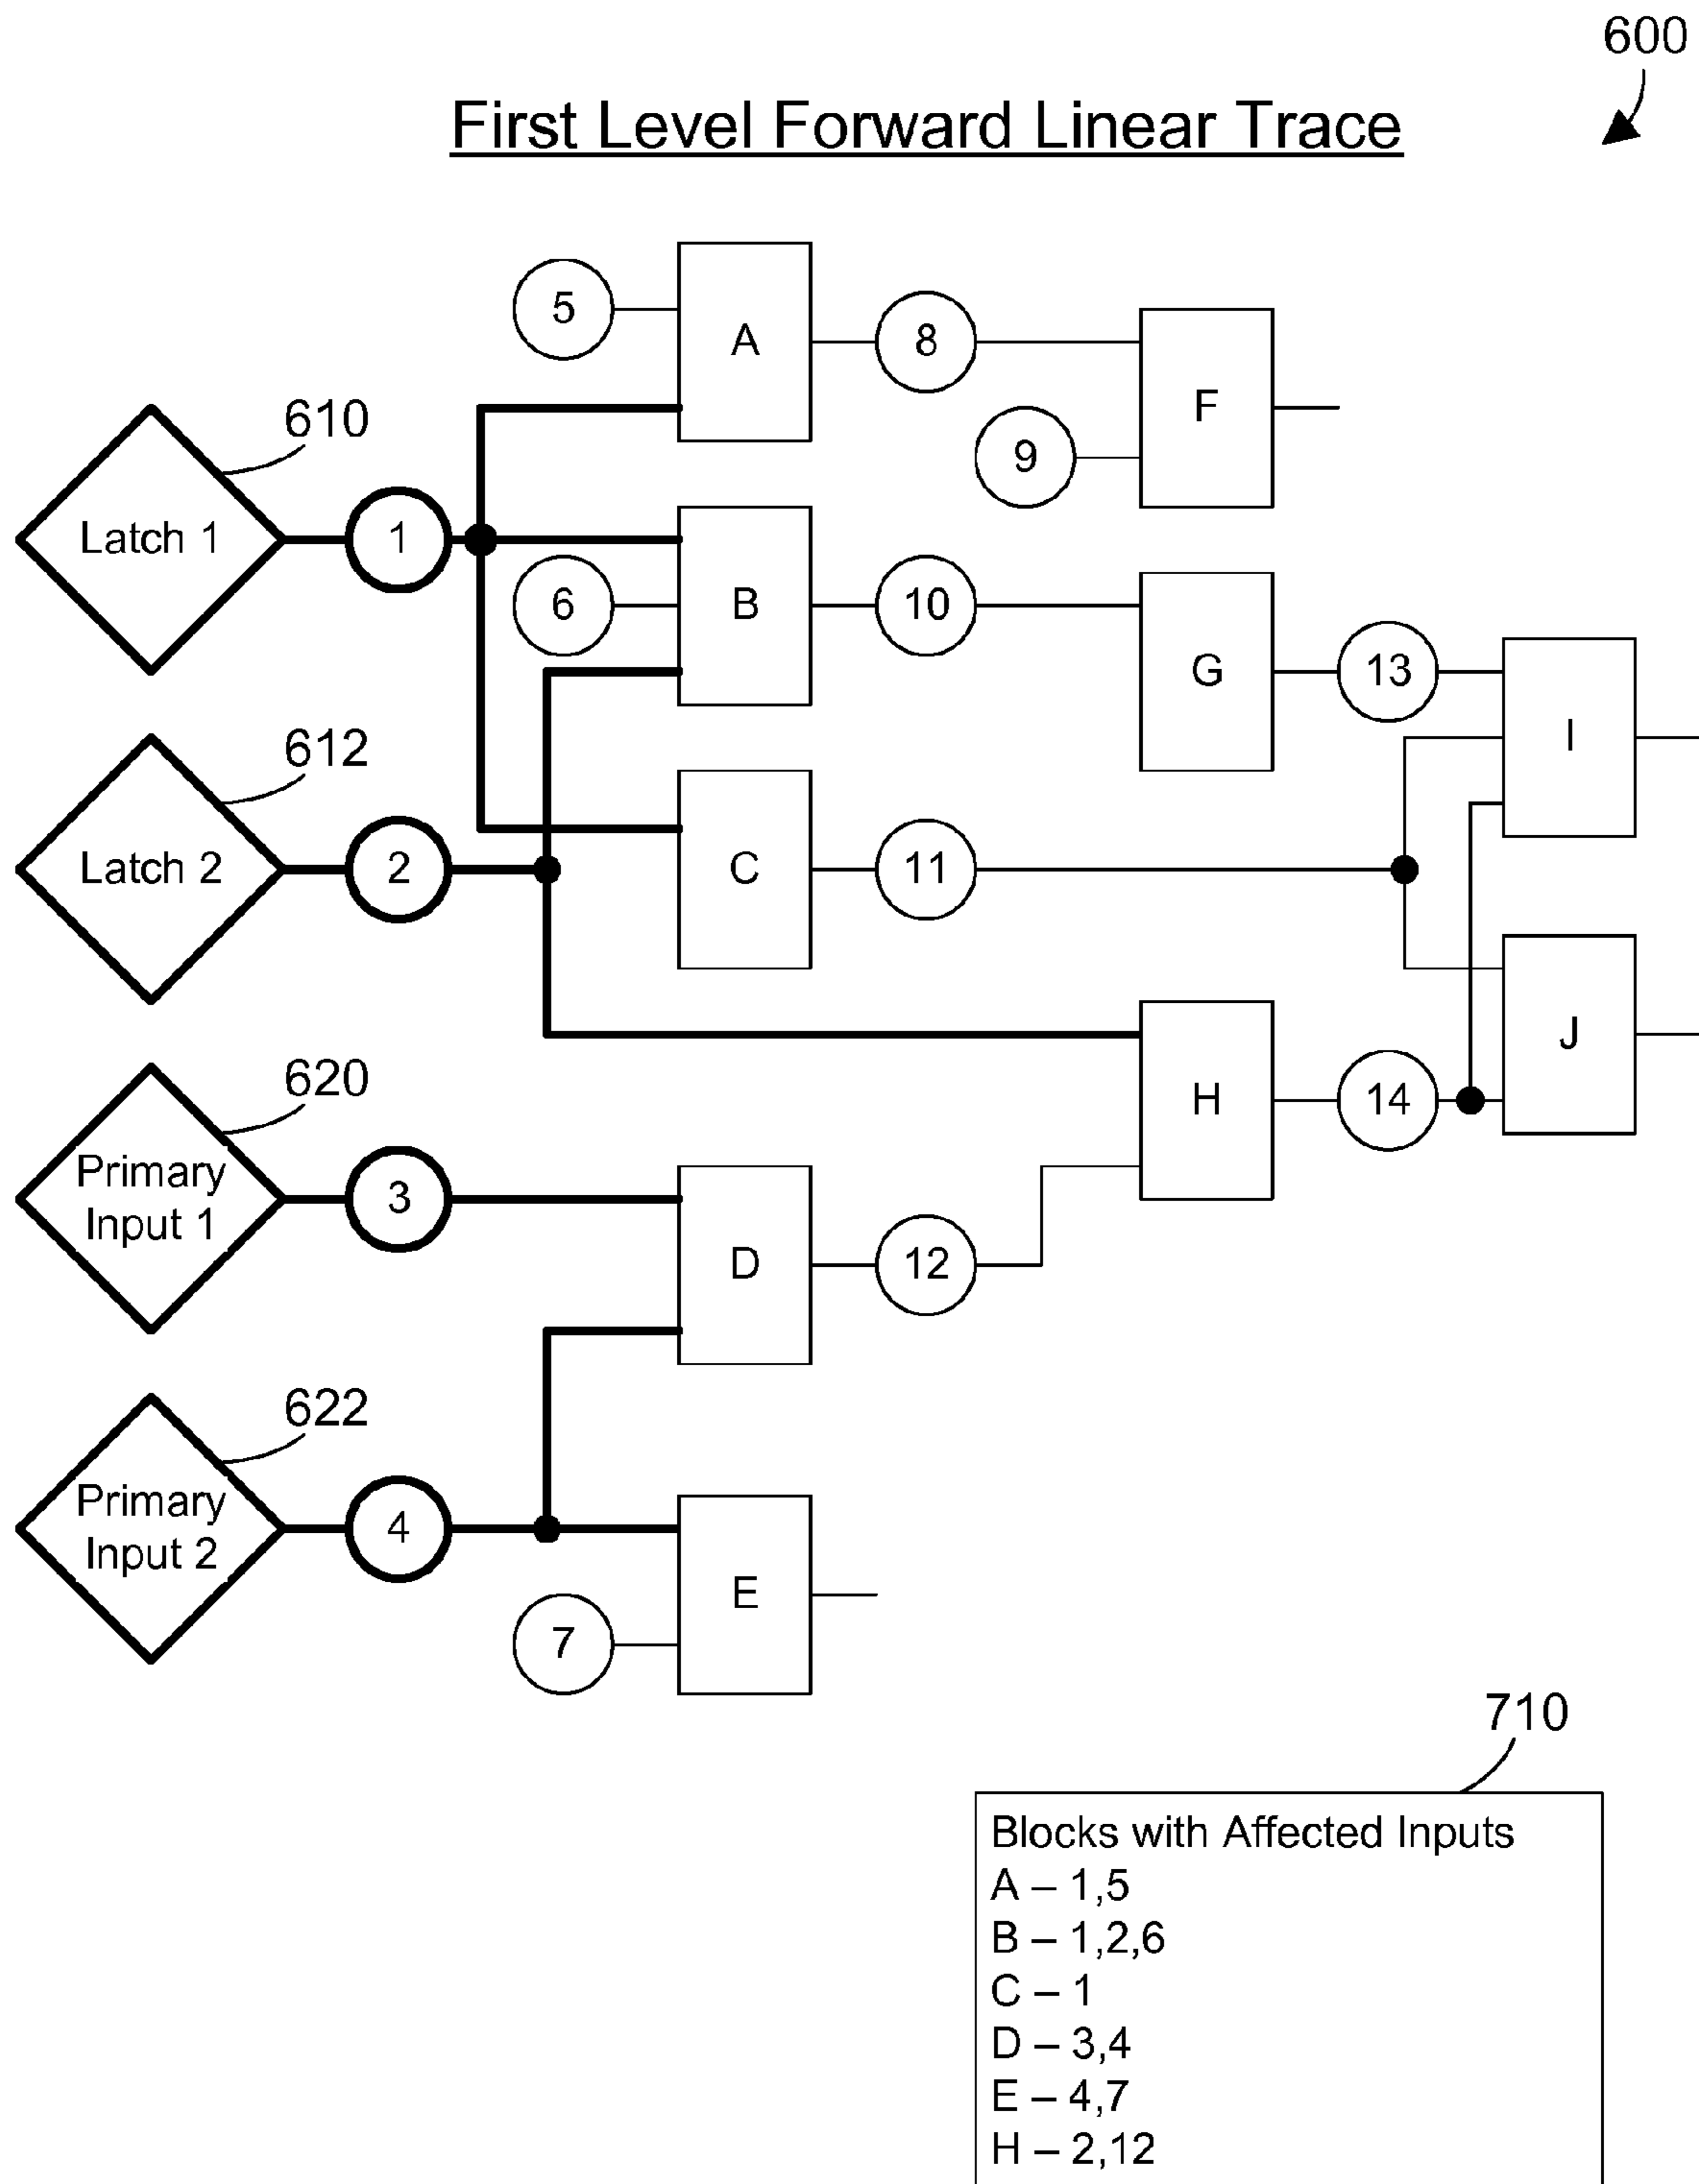 600
First Level Forward Linear Trace
5
A
8
F
9
610
Latch 1
1
6
B
10
G
13
I
612
Latch 2
2
C
11
J
620
Primary
Input 1
3
H
14
D
12
622
Primary
Input 2
4
E
7
710
Blocks with Affected Inputs
A – 1,5
B – 1,2,6
C – 1
D – 3,4
E – 4,7
H – 2,12